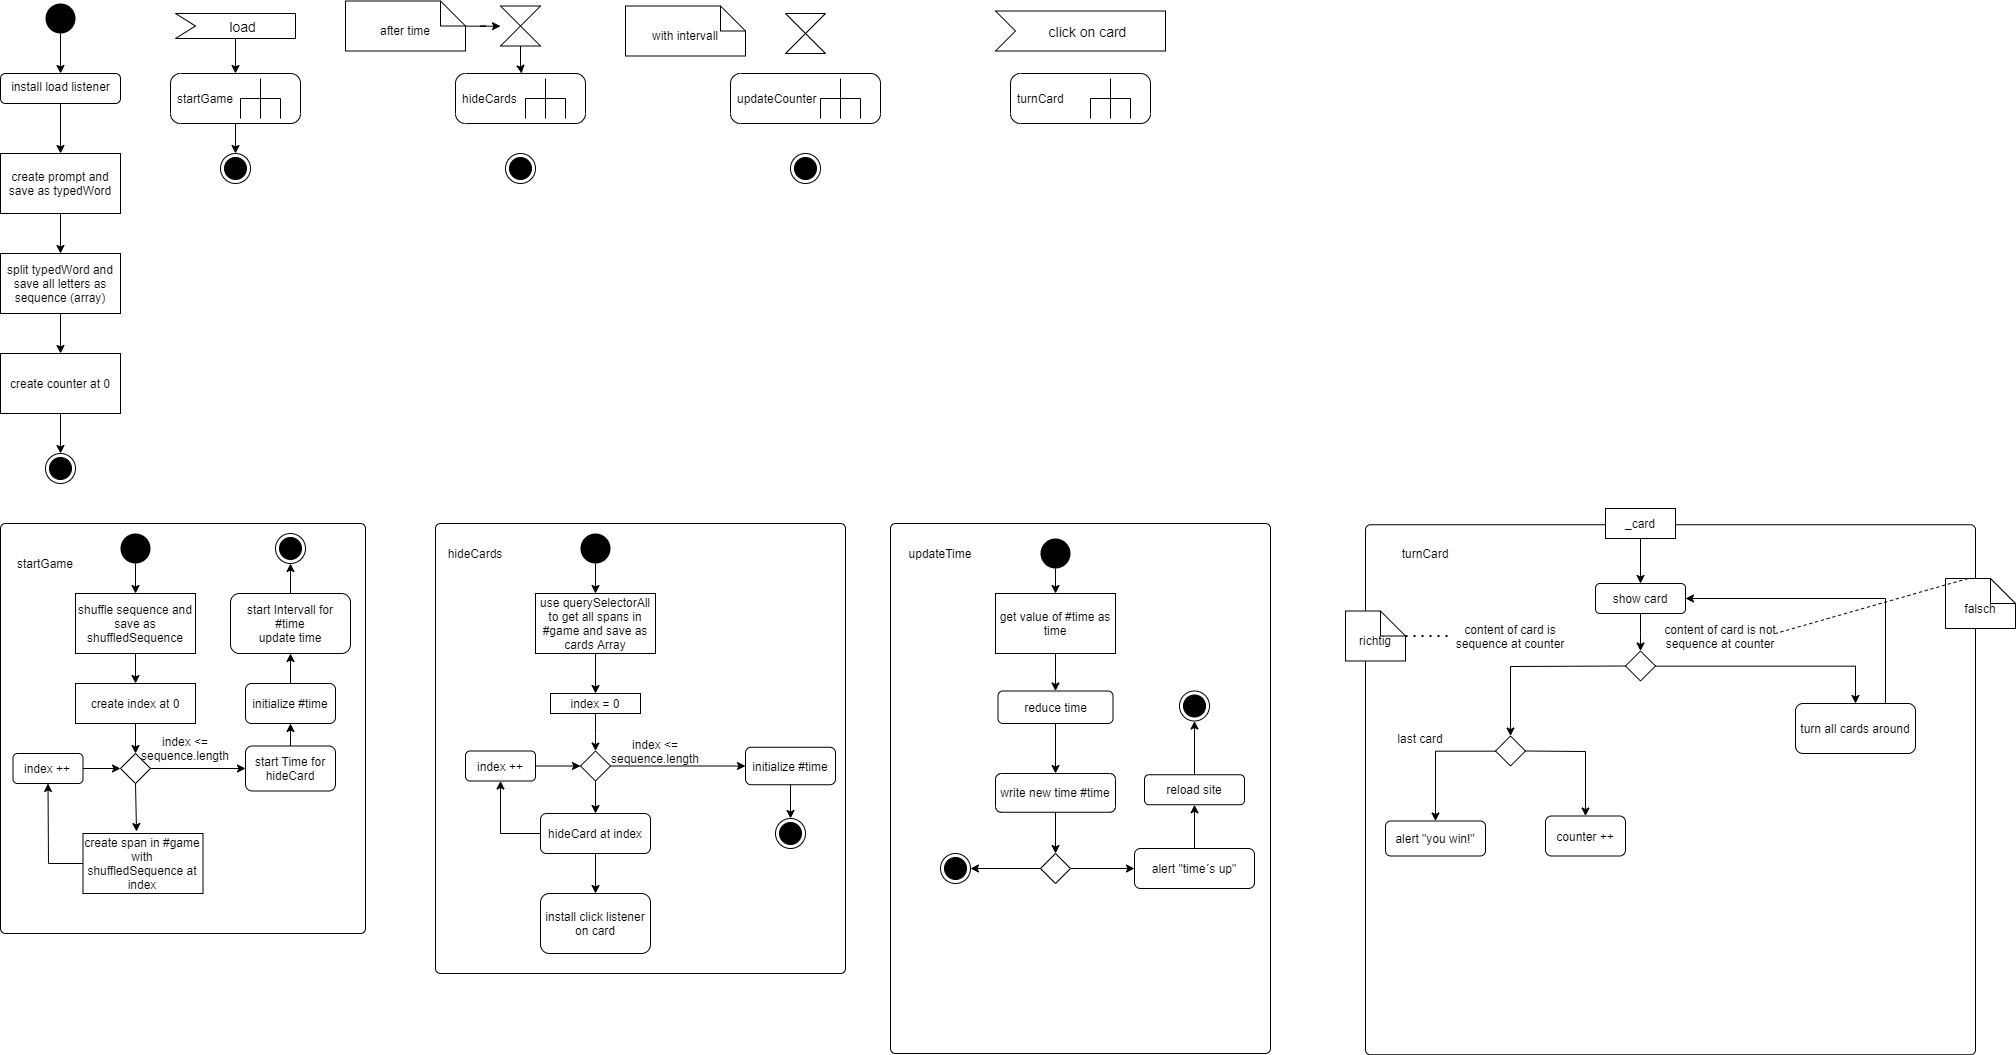 load
after time
with intervall
click on card
install load listener
startGame
hideCards
updateCounter
turnCard
create prompt and
save as typedWord
split typedWord and
save all letters as
sequence (array)
create counter at 0
startGame
shuffle sequence and
save as
shuffledSequence
create index at 0
index <=
sequence.length
index ++
create span in #game
with
shuffledSequence at
index
start Time for
hideCard
initialize #time
start Intervall for
#time
update time
hideCards
use querySelectorAll
to get all spans in
#game and save as
cards Array
index = 0
index <=
sequence.length
index ++
initialize #time
hideCard at index
install click listener
on card
updateTime
get value of #time as
time
reduce time
write new time #time
alert "time´s up"
reload site
_card
turnCard
show card
richtig
content of card is
sequence at counter
content of card is not
sequence at counter
falsch
turn all cards around
last card
alert "you win!"
counter ++